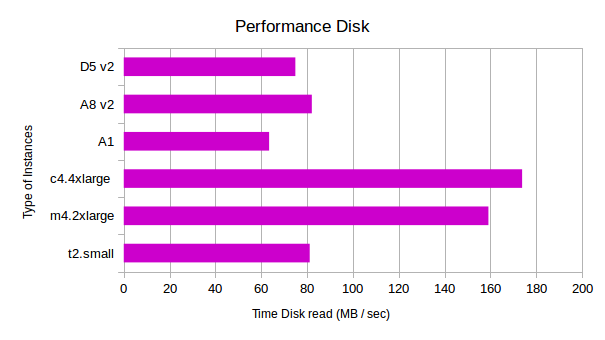 Performance Disk
Type of Instances
D5 v2
A8 v2
A1
c4.4xlarge
m4.2xlarge
t2.small
0 20 40 60 80 100 120 140 160 180 200
Time Disk read (MB / sec)